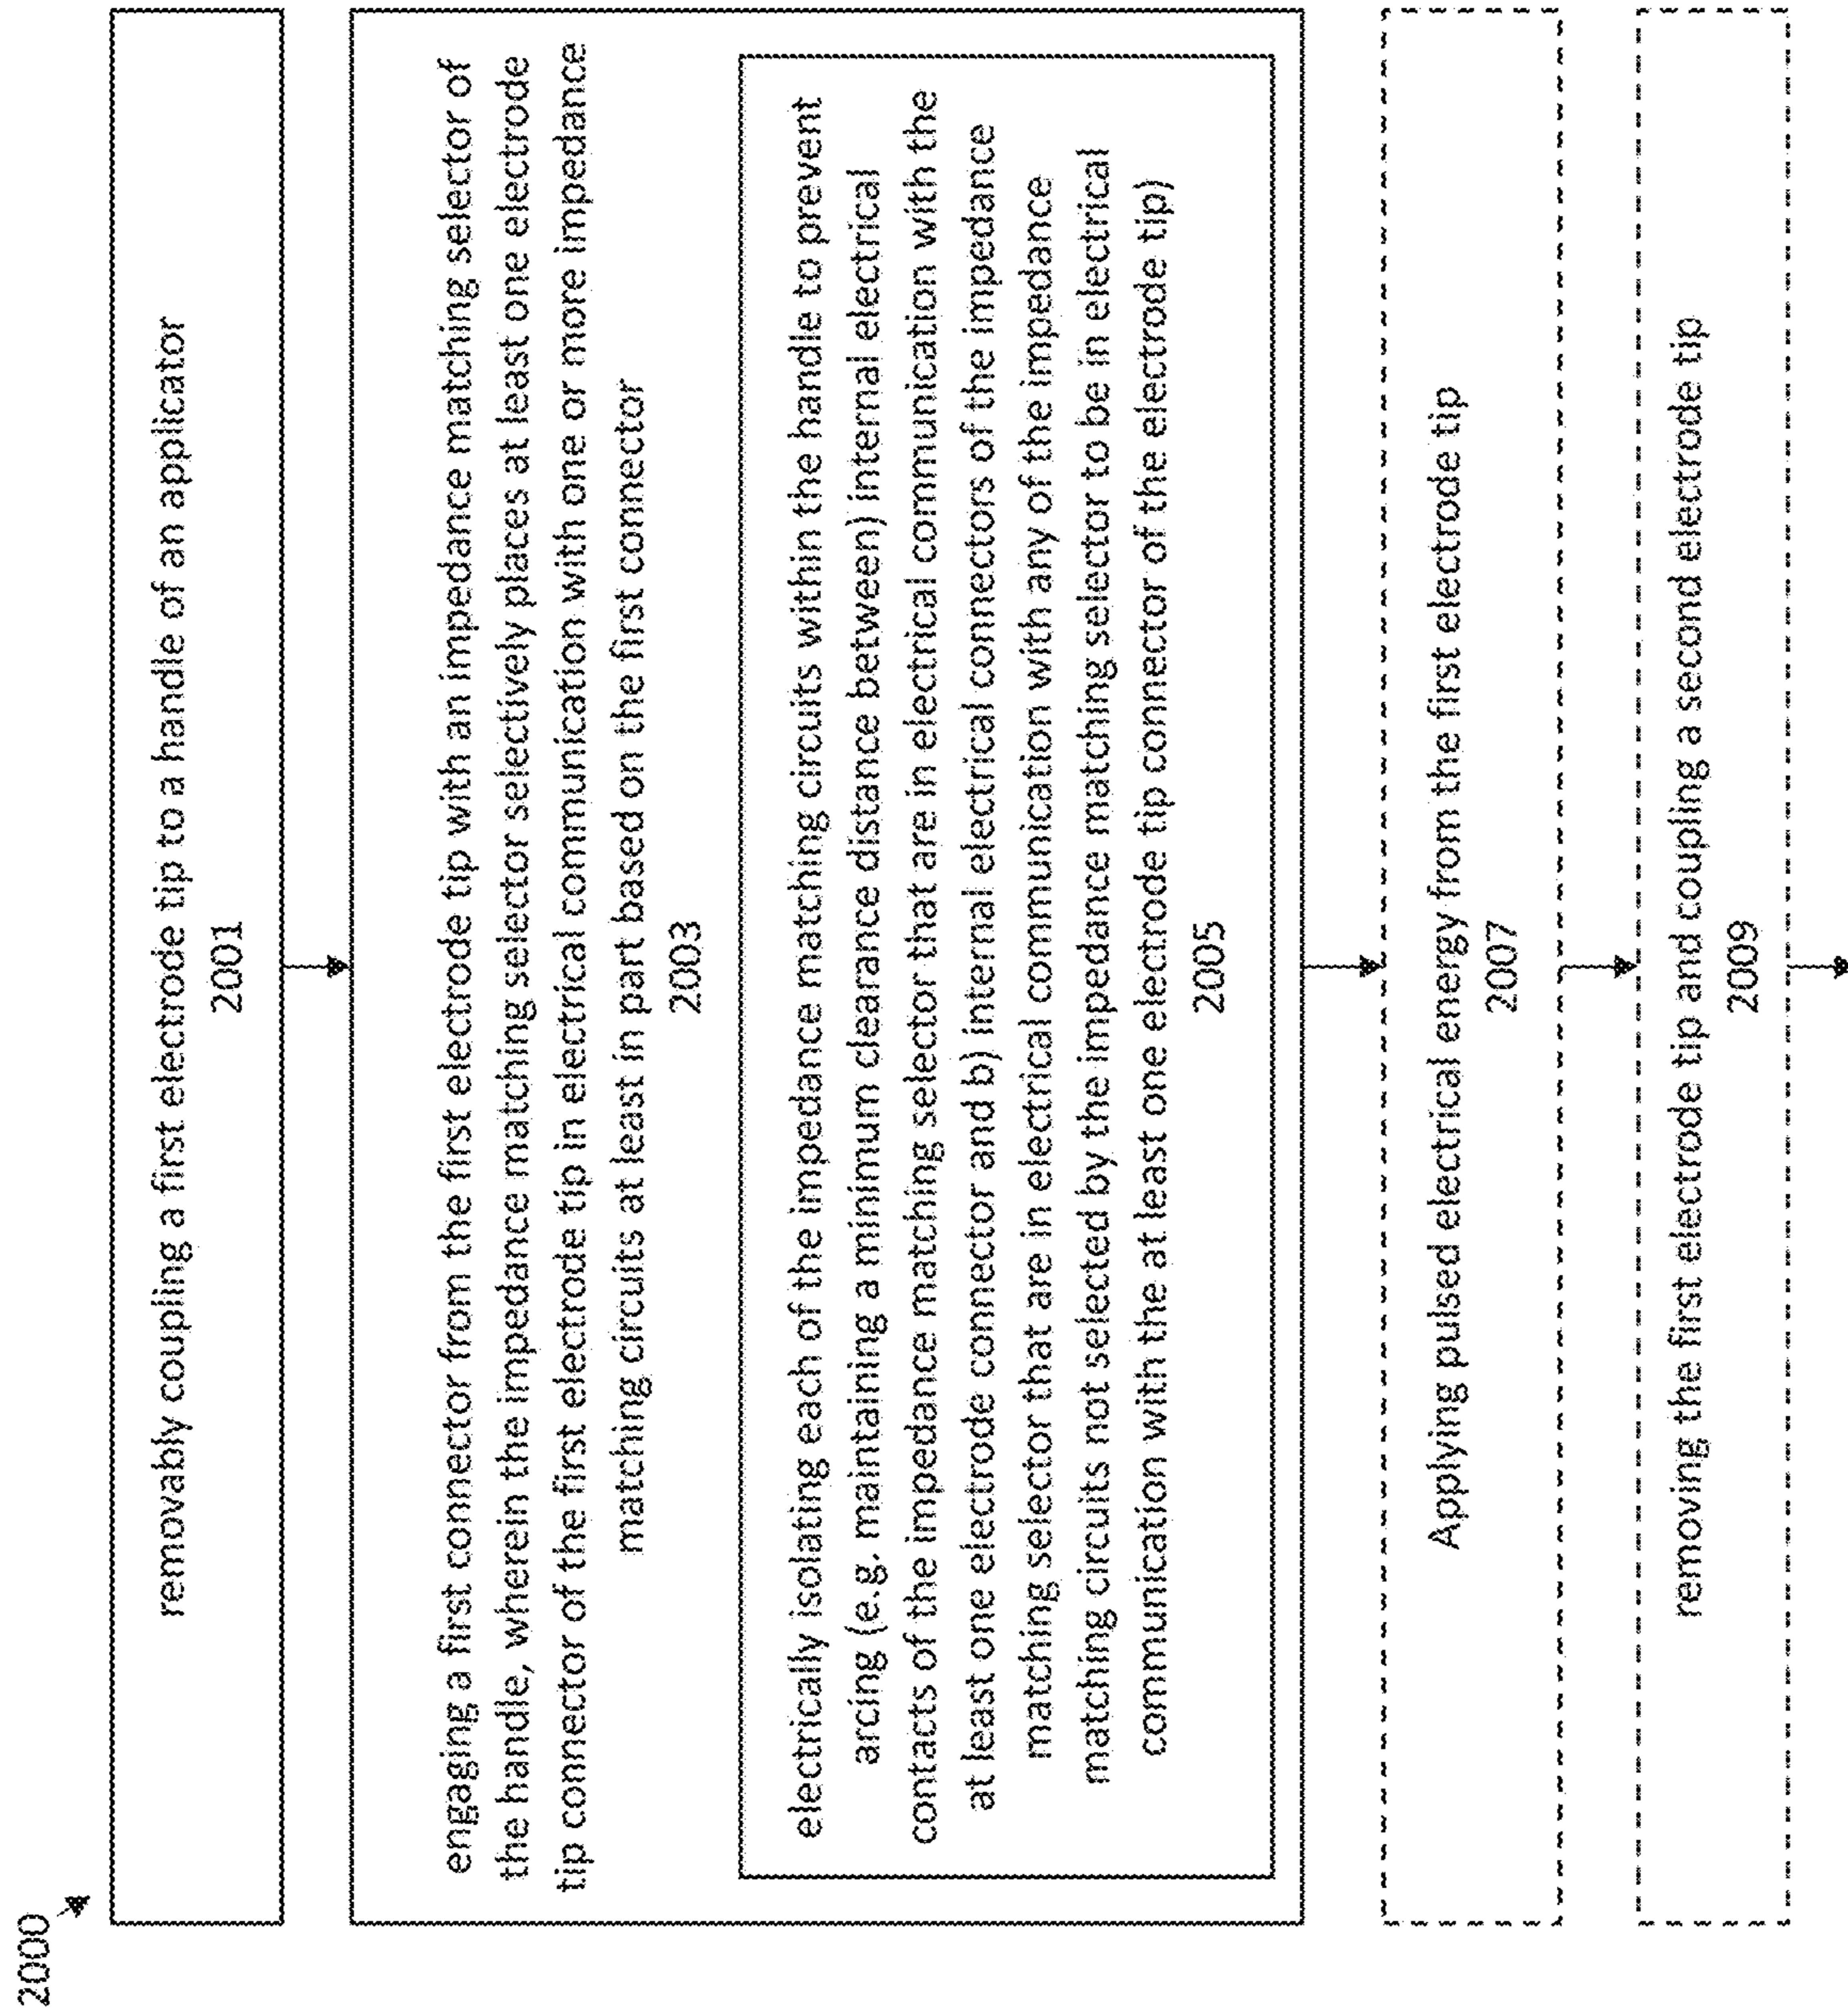 2000
removably coupling a first electrode tip to a handle of an applicator
2001
engaging a first connector from the first electrode tip with an impedance matching selector of
the handle, wherein the impedance matching selector selectively places at least one electrode
tip connector of the first electrode tip in electrical communication with one or more impedance
matching circuits at least in part based on the first connector
2003
electrically isolating each of the impedance matching circuits within the handle to prevent
arcing (e.g. maintaining a minimum clearance distance between) internal electrical
contacts of the impedance matching selector that are in electrical communication with the
at least one electrode connector and b) internal electrical connectors of the impedance
matching selector that are in electrical communication with any of the impedance
matching circuits not selected by the impedance matching selector to be in electrical
communication with the at least one electrode tip connector of the electrode tip)
2005
Applying pulsed electrical energy from the first electrode tip
2007
removing the first electrode tip and coupling a second electrode tip
2009